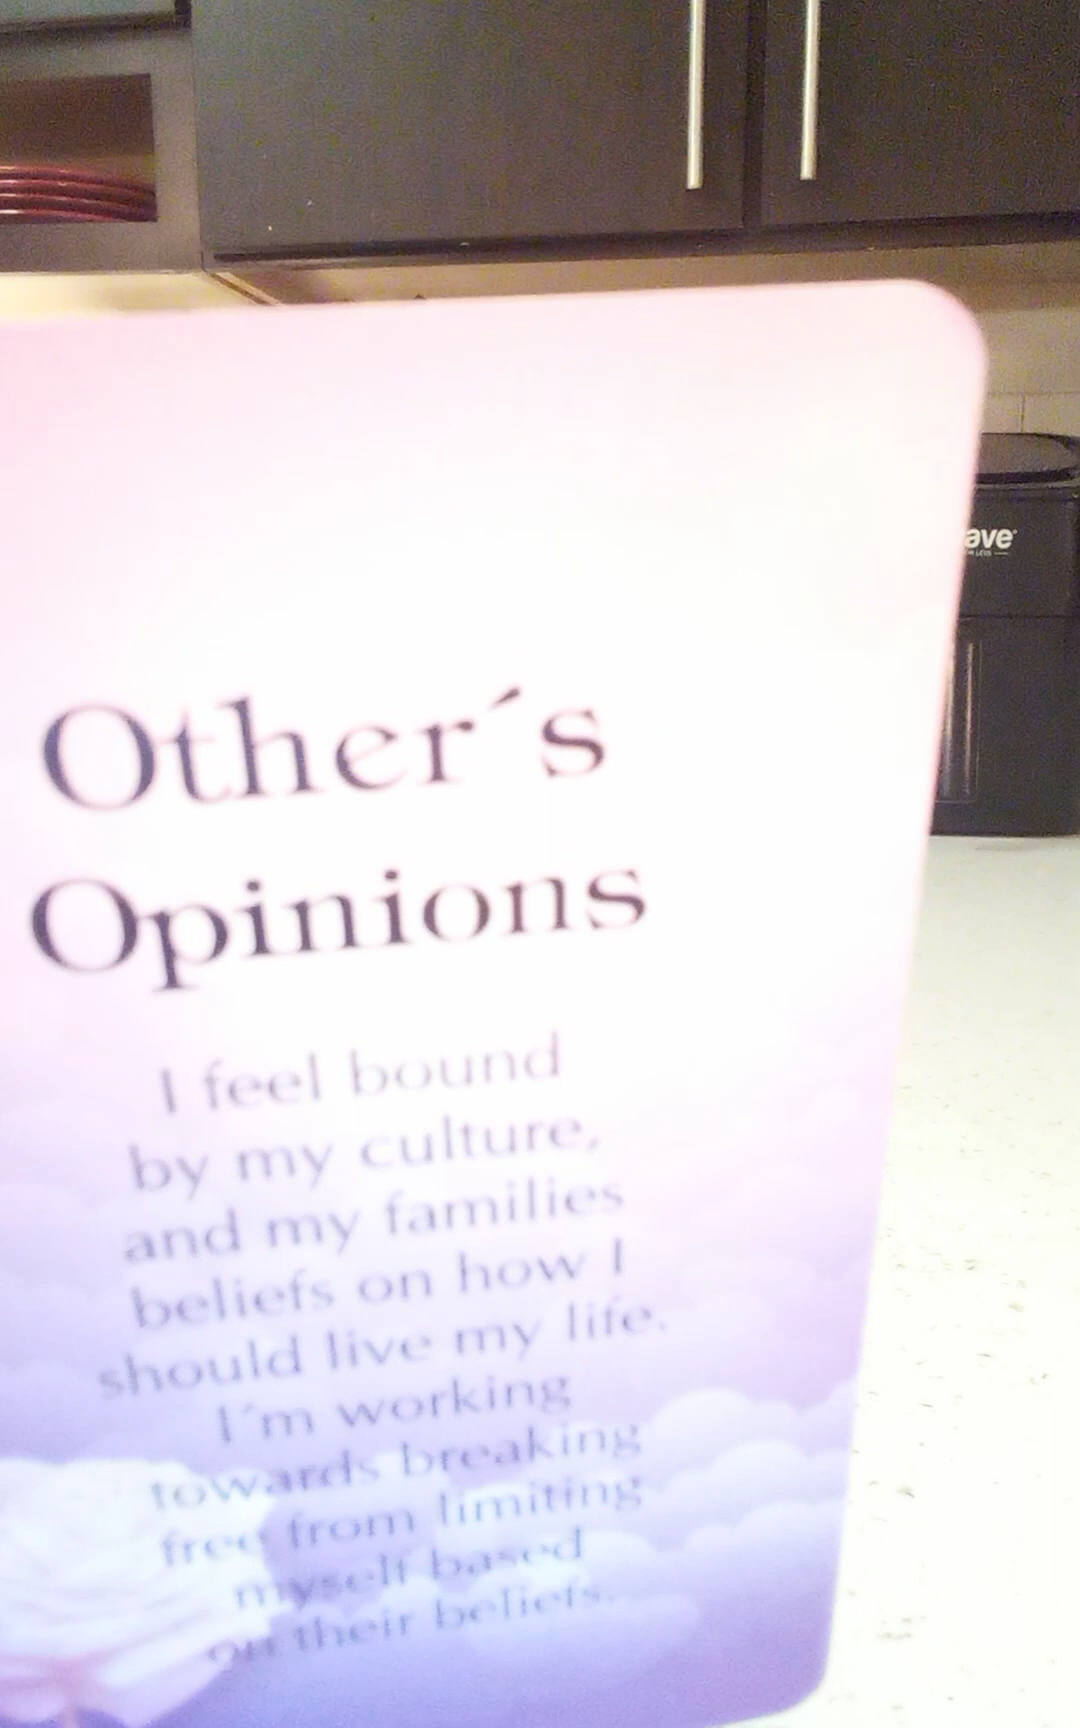 Other´s
Opinions
I feel bound
by my culture,
and my families
beliefs on how I
should live my life.
I´m working
towards breaking
free from limiting
myself based
on their beliefs.
ave